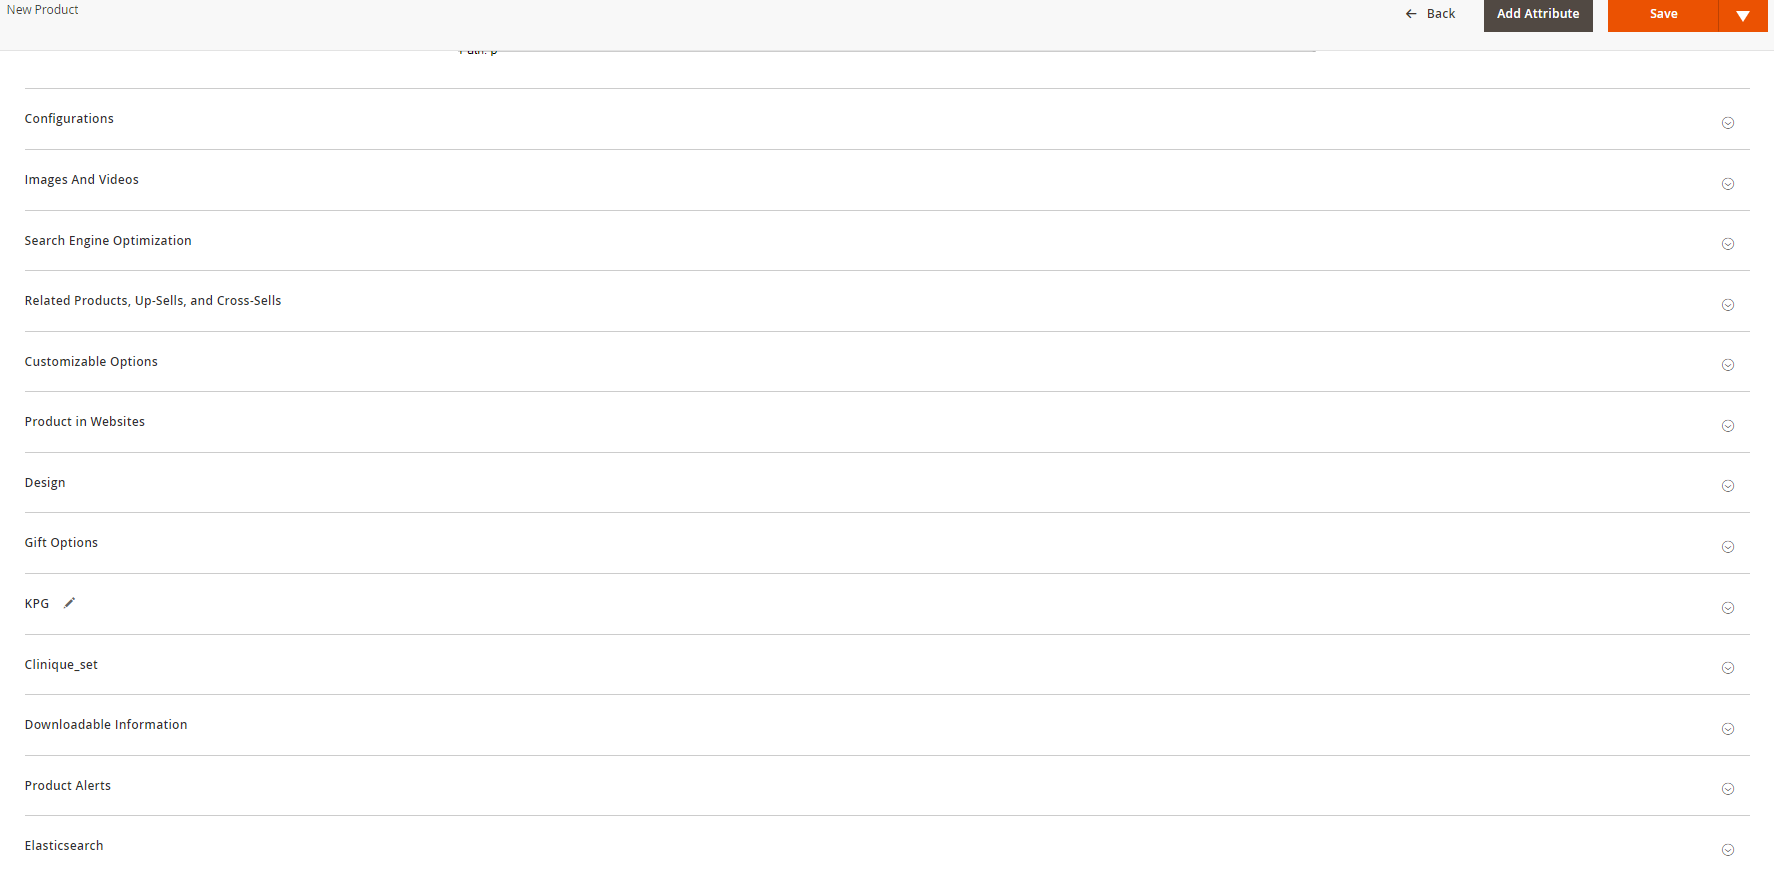 New Product
Back
Add Attribute
Save
Configurations
Images And Videos
Search Engine Optimization
Related Products, Up-Sells, and Cross-Sells
Customizable Options
Product in Websites
Design
Gift Options
KPG
Clinique_set
Downloadable Information
Product Alerts
Elasticsearch